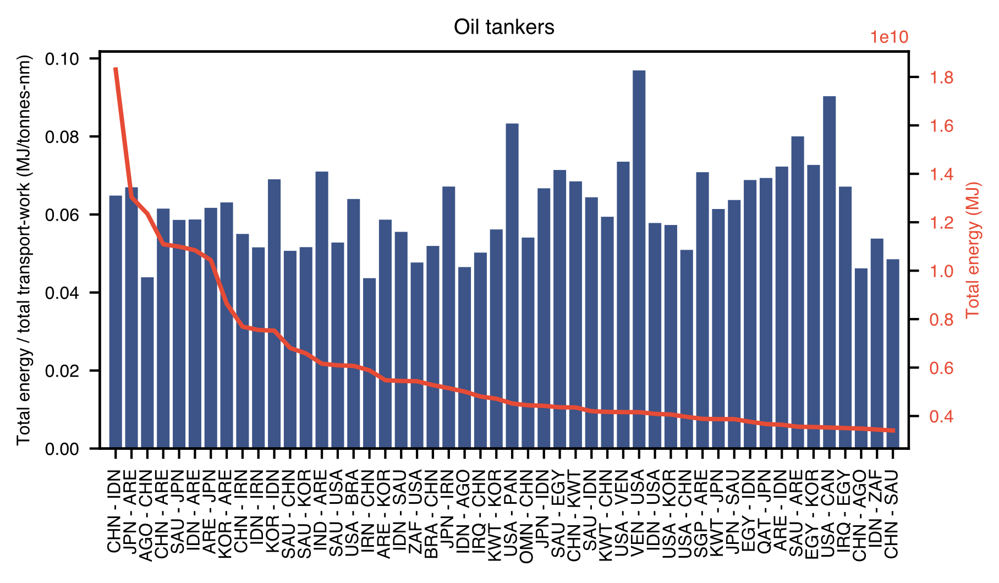 Oil tankers
1e10
Total energy / total transport-work (MJ/tonnes-nm)
0.10
0.08
0.06
0.04
0.02
0.00
1.8
1.6
1.4
1.2
1.0
0.8
0.6
0.4
Total energy (MJ)
CHN - IDN
JPN - ARE
AGO - CHN
CHN - ARE
SAU - JPN
IDN - ARE
ARE - JPN
KOR - ARE
CHN - IRN
IDN - IRN
KOR - IDN
SAU - CHN
SAU - KOR
IND - ARE
SAU - USA
USA - BRA
IRN - CHN
ARE - KOR
IDN - SAU
ZAF - USA
BRA - CHN
JPN - IRN
IDN - AGO
IRQ - CHN
KWT - KOR
USA - PAN
OMN - CHN
JPN - IDN
SAU - EGY
CHN - KWT
SAU - IDN
KWT - CHN
USA - VEN
VEN - USA
IDN - USA
USA - KOR
USA - CHN
SGP - ARE
KWT - JPN
JPN - SAU
EGY - IDN
QAT - JPN
ARE - IDN
SAU - ARE
EGY - KOR
USA - CAN
IRQ - EGY
CHN - AGO
IDN - ZAF
CHN - SAU